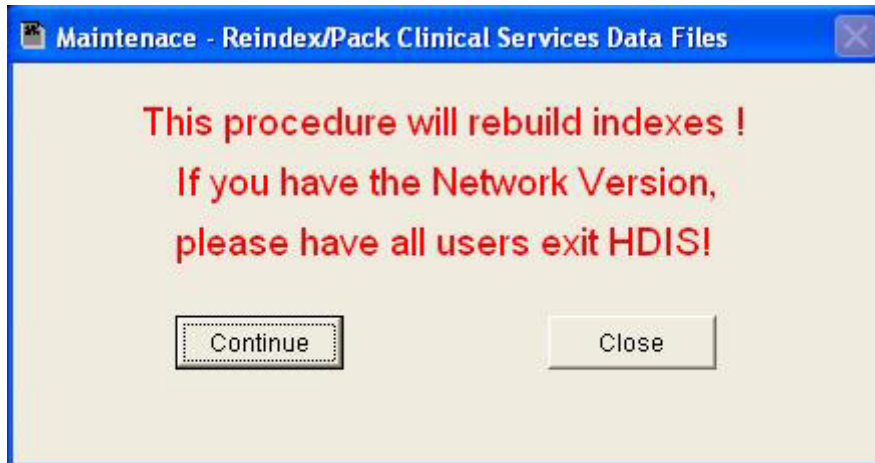 Maintenace - Reindex/Pack Clinical Services Data Files
This procedure will rebuild indexes !
If you have the Network Version,
please have all users exit HDIS!
Continue Close